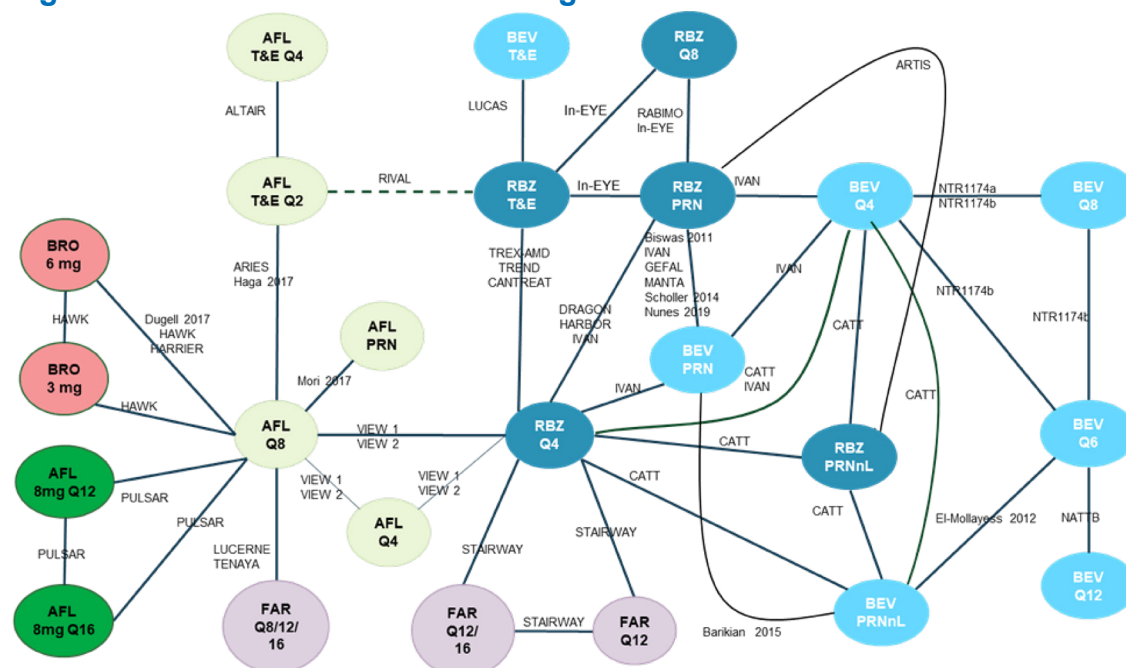 AFL
T&E Q4
BEV
T&E
RBZ
Q8
ARTIS
ALTAIR
LUCAS
In-EYE
RABIMO
In-EYE
RIVAL
AFL
T&E Q2
RBZ
T&E
In-EYE
RBZ
PRN
IVAN
BEV
Q4
NTR1174a
NTR1174b
BEV
Q8
BRO
6 mg
ARIES
Haga 2017
TREX-AMD
TREND
CANTREAT
Biswas 2011
IVAN
GEFAL
MANTA
Scholler 2014
Nunes 2019
IVAN
NTR1174b
NTR1174b
HAWK
Dugell 2017
HAWK
HARRIER
AFL
PRN
DRAGON
HARBOR
IVAN
CATT
BEV
PRN
BRO
3 mg
Mori 2017
IVAN
CATT
IVAN
CATT
HAWK
AFL
Q8
VIEW 1
VIEW 2
RBZ
Q4
CATT
RBZ
PRNnL
BEV
Q6
AFL
8mg Q12
PULSAR
VIEW 1
VIEW 2
VIEW 1
VIEW 2
CATT
CATT
El-Mollayess 2012
NATTB
PULSAR
PULSAR
LUCERNE
TENAYA
AFL
Q4
STAIRWAY
STAIRWAY
AFL
8mg Q16
FAR
Q8/12/
16
FAR
Q12/
16
STAIRWAY
FAR
Q12
Barikian 2015
BEV
PRNnL
BEV
Q12